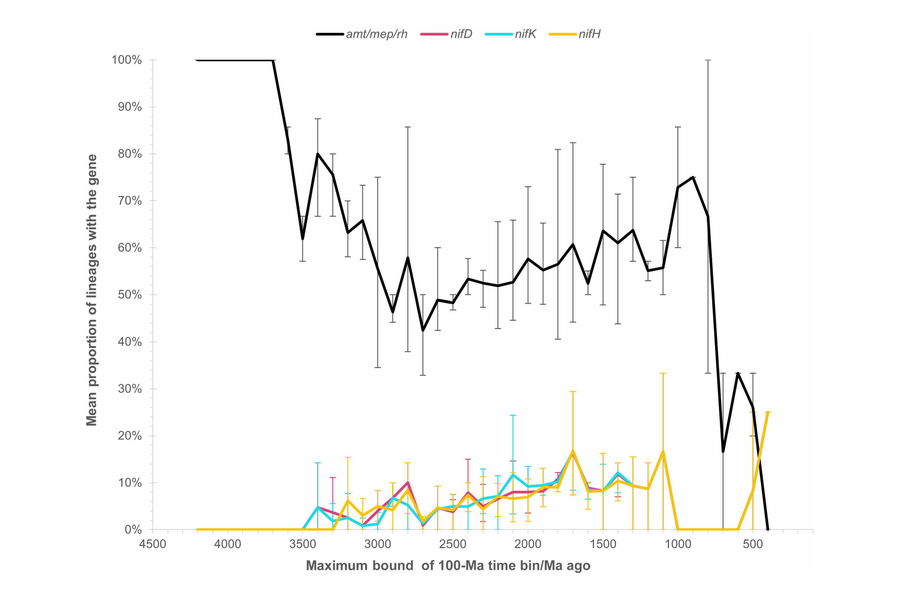 amt/mep/rh nifD nifK nifH
100%
90%
80%
70%
60%
50%
40%
30%
20%
10%
0%
4500 4000 3500 3000 2500 2000 1500 1000 500
Mean proportion of lineages with the gene
Maximum bound of 100-Ma time bin/Ma ago